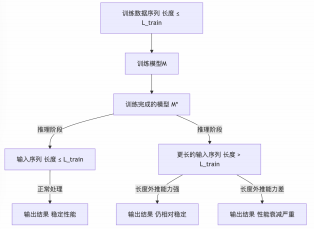 训练数据序列 长度 ≤
L_train
训练模型M
训练完成的模型 M*
推理阶段
推理阶段
输入序列 长度 ≤ L_train
更长的输入序列 长度 >
L_train
正常处理
长度外推能力强
长度外推能力差
输出结果 稳定性能
输出结果 仍相对稳定
输出结果 性能衰减严重